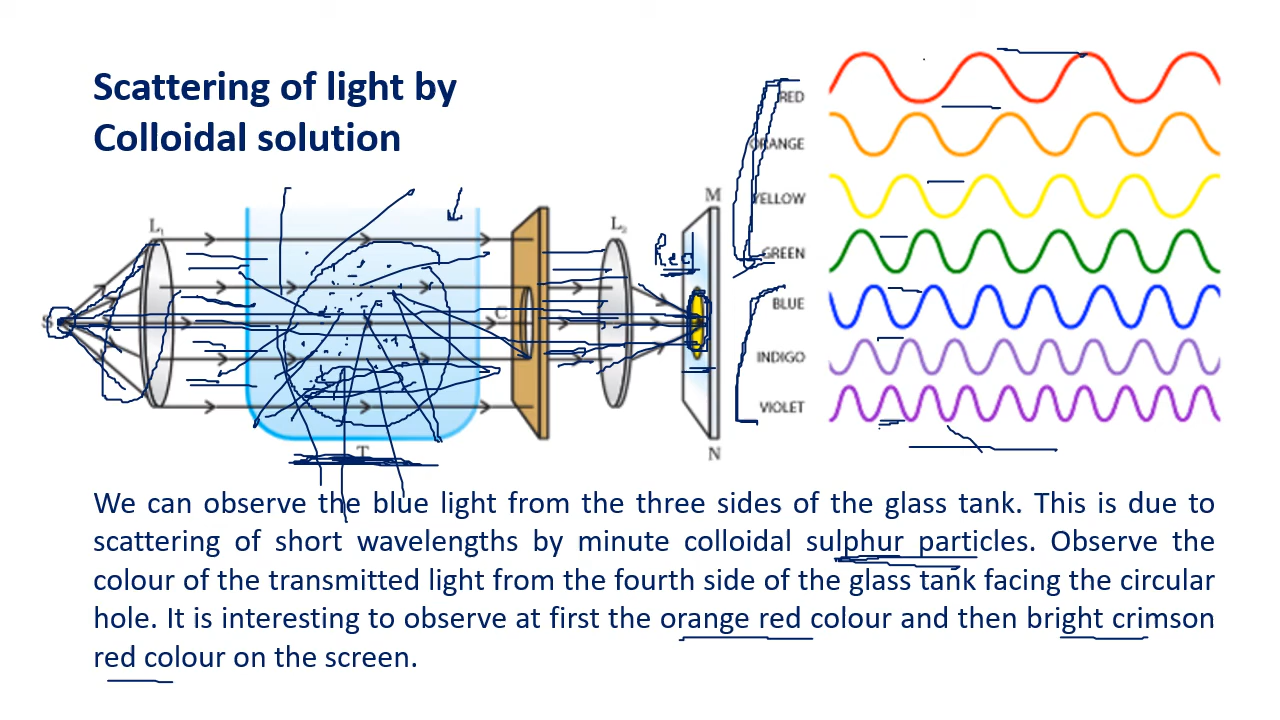 Scattering of light by
Colloidal solution
RED
ORANGE
YELLOW
GREEN
BLUE
INDIGO
VIOLET
S
L1
T
C
L2
Red
M
N
We can observe the blue light from the three sides of the glass tank. This is due to
scattering of short wavelengths by minute colloidal sulphur particles. Observe the
colour of the transmitted light from the fourth side of the glass tank facing the circular
hole. It is interesting to observe at first the orange red colour and then bright crimson
red colour on the screen.